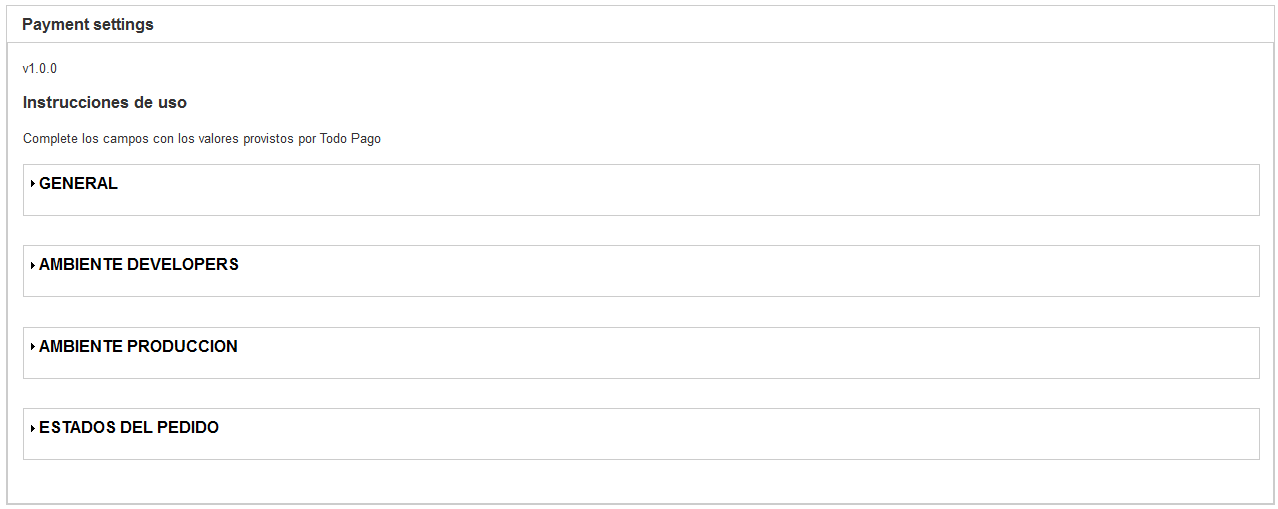 Payment settings
v1.0.0
Instrucciones de uso
Complete los campos con los valores provistos por Todo Pago
GENERAL
AMBIENTE DEVELOPERS
AMBIENTE PRODUCCION
ESTADOS DEL PEDIDO